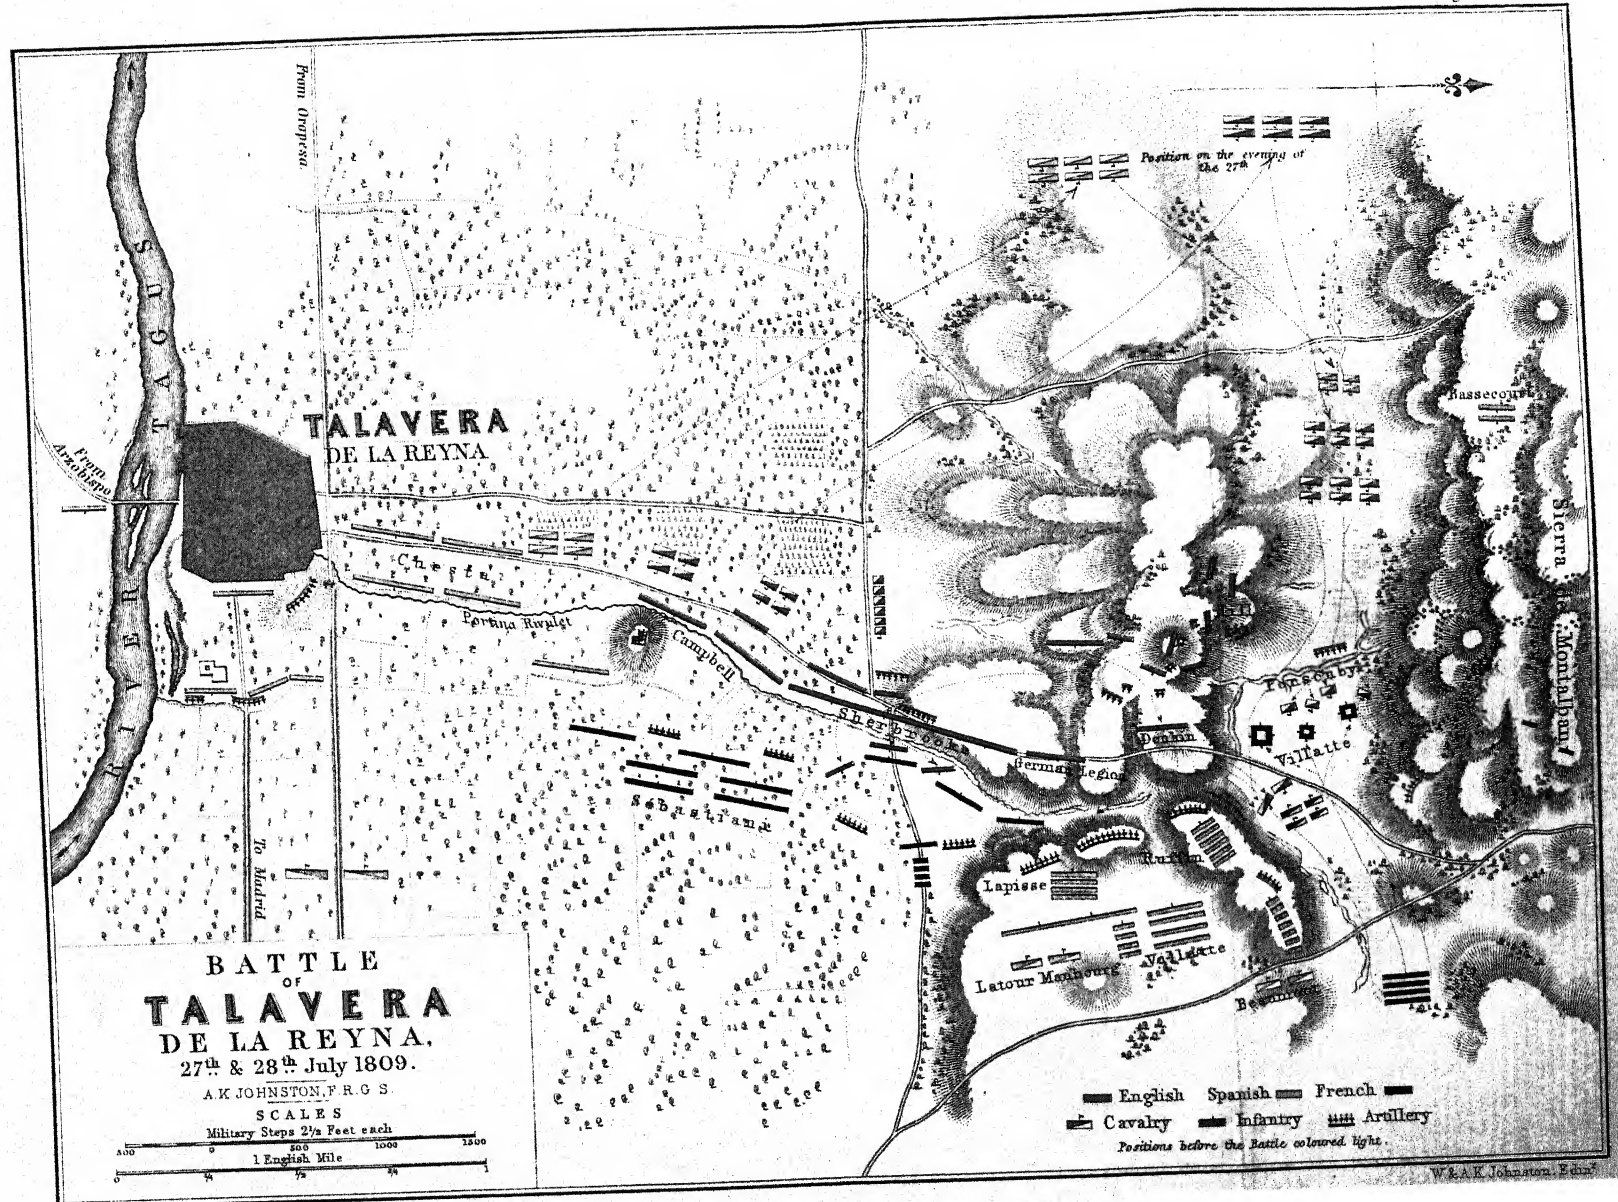 From Oropesa
Position on the evening of
the 27th
RIVER TAGUS
TALAVERA
DE LA REYNA
From
Arzobispo
Bassecourt
Sierra de Montalban
Cuesta
Portina Rivulet
Campbell
Hill
Fane & Anson
Sherbrooke
Donkin
Villatte
German Legion
Sebastiani
Ruffin
Lapisse
To Madrid
Latour Maubourg
Villatte
Beaumont
BATTLE
OF
TALAVERA
DE LA REYNA,
27th & 28th July 1809.
A.K JOHNSTON, F.R.G S.
SCALES
Military Steps 2½ Feet each
500 0 500 1000 1500
1 English Mile
0 ¼ ½ ¾ 1
English Spanish French
Cavalry Infantry Artillery
Positions before the Battle coloured light.
W. & A.K. Johnston, Edinr.